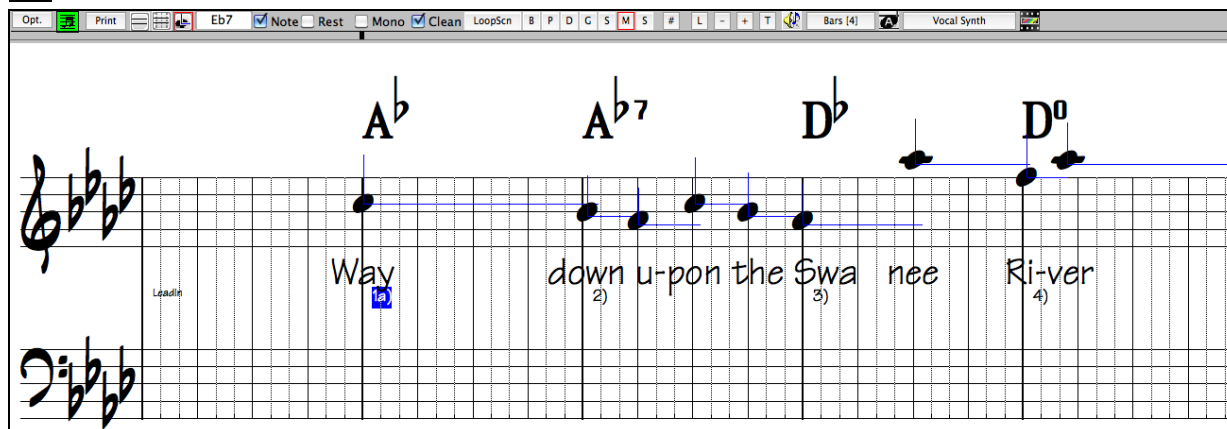 Opt. Print Eb7 Note Rest Mono Clean LoopScn B P D G S M S # L - + T Bars [4] A Vocal Synth
A♭ A♭7 D♭ D⁰
Way down u-pon the Swa nee Ri-ver
LeadIn 1a) 2) 3) 4)